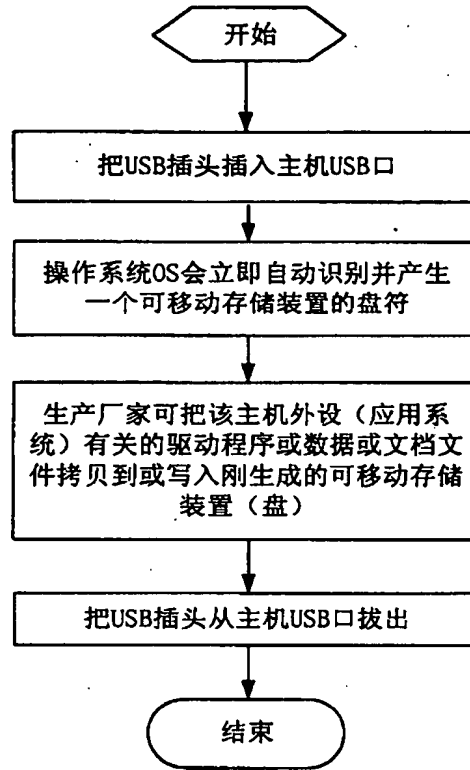 开始
把USB插头插入主机USB口
操作系统OS会立即自动识别并产生
一个可移动存储装置的盘符
生产厂家可把该主机外设（应用系
统）有关的驱动程序或数据或文档文
件拷贝到或写入刚生成的可移动存储
装置（盘）
把USB插头从主机USB口拔出
结束